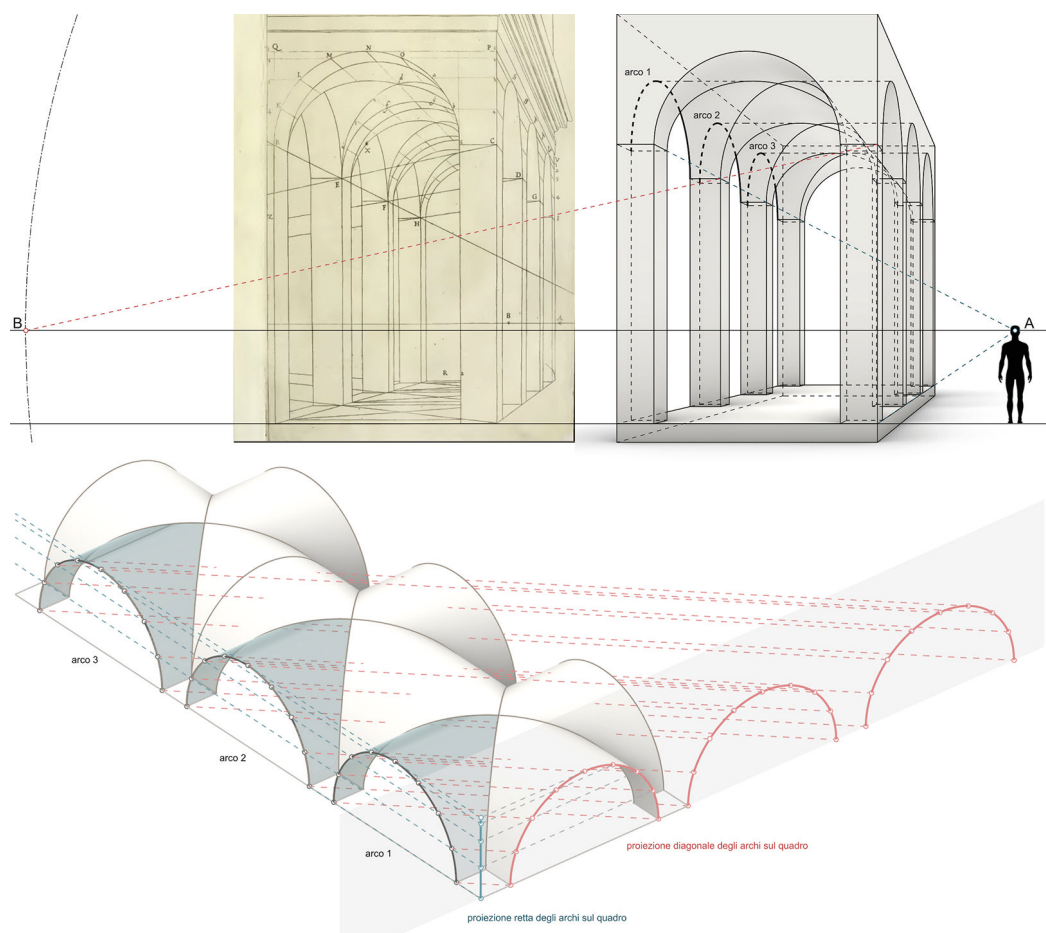 Q
N
P
M
O
L
arco 1
arco 2
X
C
arco 3
E
D
F
G
H
B
B
A
R
arco 3
arco 2
arco 1
proiezione diagonale degli archi sul quadro
proiezione retta degli archi sul quadro